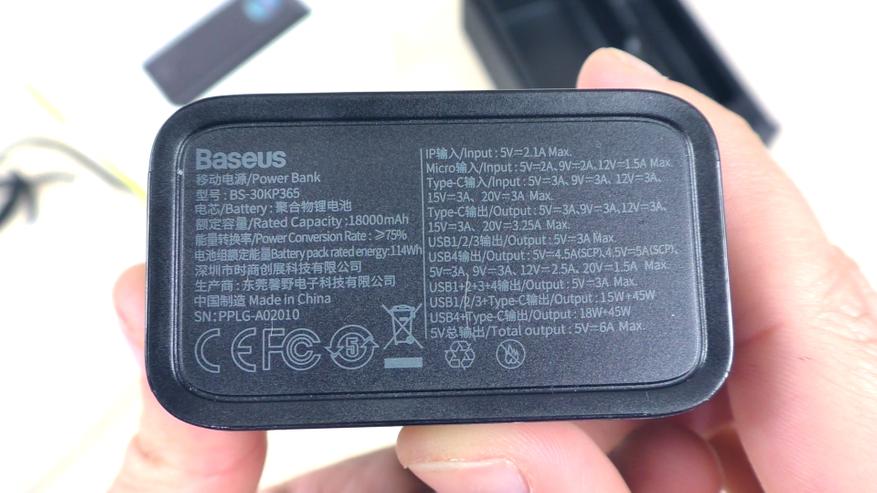 Baseus
移动电源/Power Bank
型号：BS-30KP365
电芯/Battery：聚合物锂电池
额定容量/Rated Capacity：18000mAh
能量转换率/Power Conversion Rate：≥75%
电池组额定能量Battery pack rated energy：114Wh
深圳市时商创展科技有限公司
生产商：东莞馨野电子科技有限公司
中国制造 Made in China
SN：PPLG-A02010
CE FC 5
IP输入/Input：5V⎓2.1A Max.
Micro输入/Input：5V⎓2A、9V⎓2A、12V⎓1.5A Max.
Type-C输入/Input：5V⎓3A、9V⎓3A、12V⎓3A、
15V⎓3A、20V⎓3A Max.
Type-C输出/Output：5V⎓3A、9V⎓3A、12V⎓3A、
15V⎓3A、20V⎓3.25A Max.
USB1/2/3输出/Output：5V⎓3A Max.
USB4输出/Output：5V⎓4.5A(SCP)、4.5V⎓5A(SCP)、
5V⎓3A、9V⎓3A、12V⎓2.5A、20V⎓1.5A Max.
USB1+2+3+4输出/Output：5V⎓3A Max.
USB1/2/3+Type-C输出/Output：15W+45W
USB4+Type-C输出/Output：18W+45W
5V总输出/Total output：5V⎓6A Max.